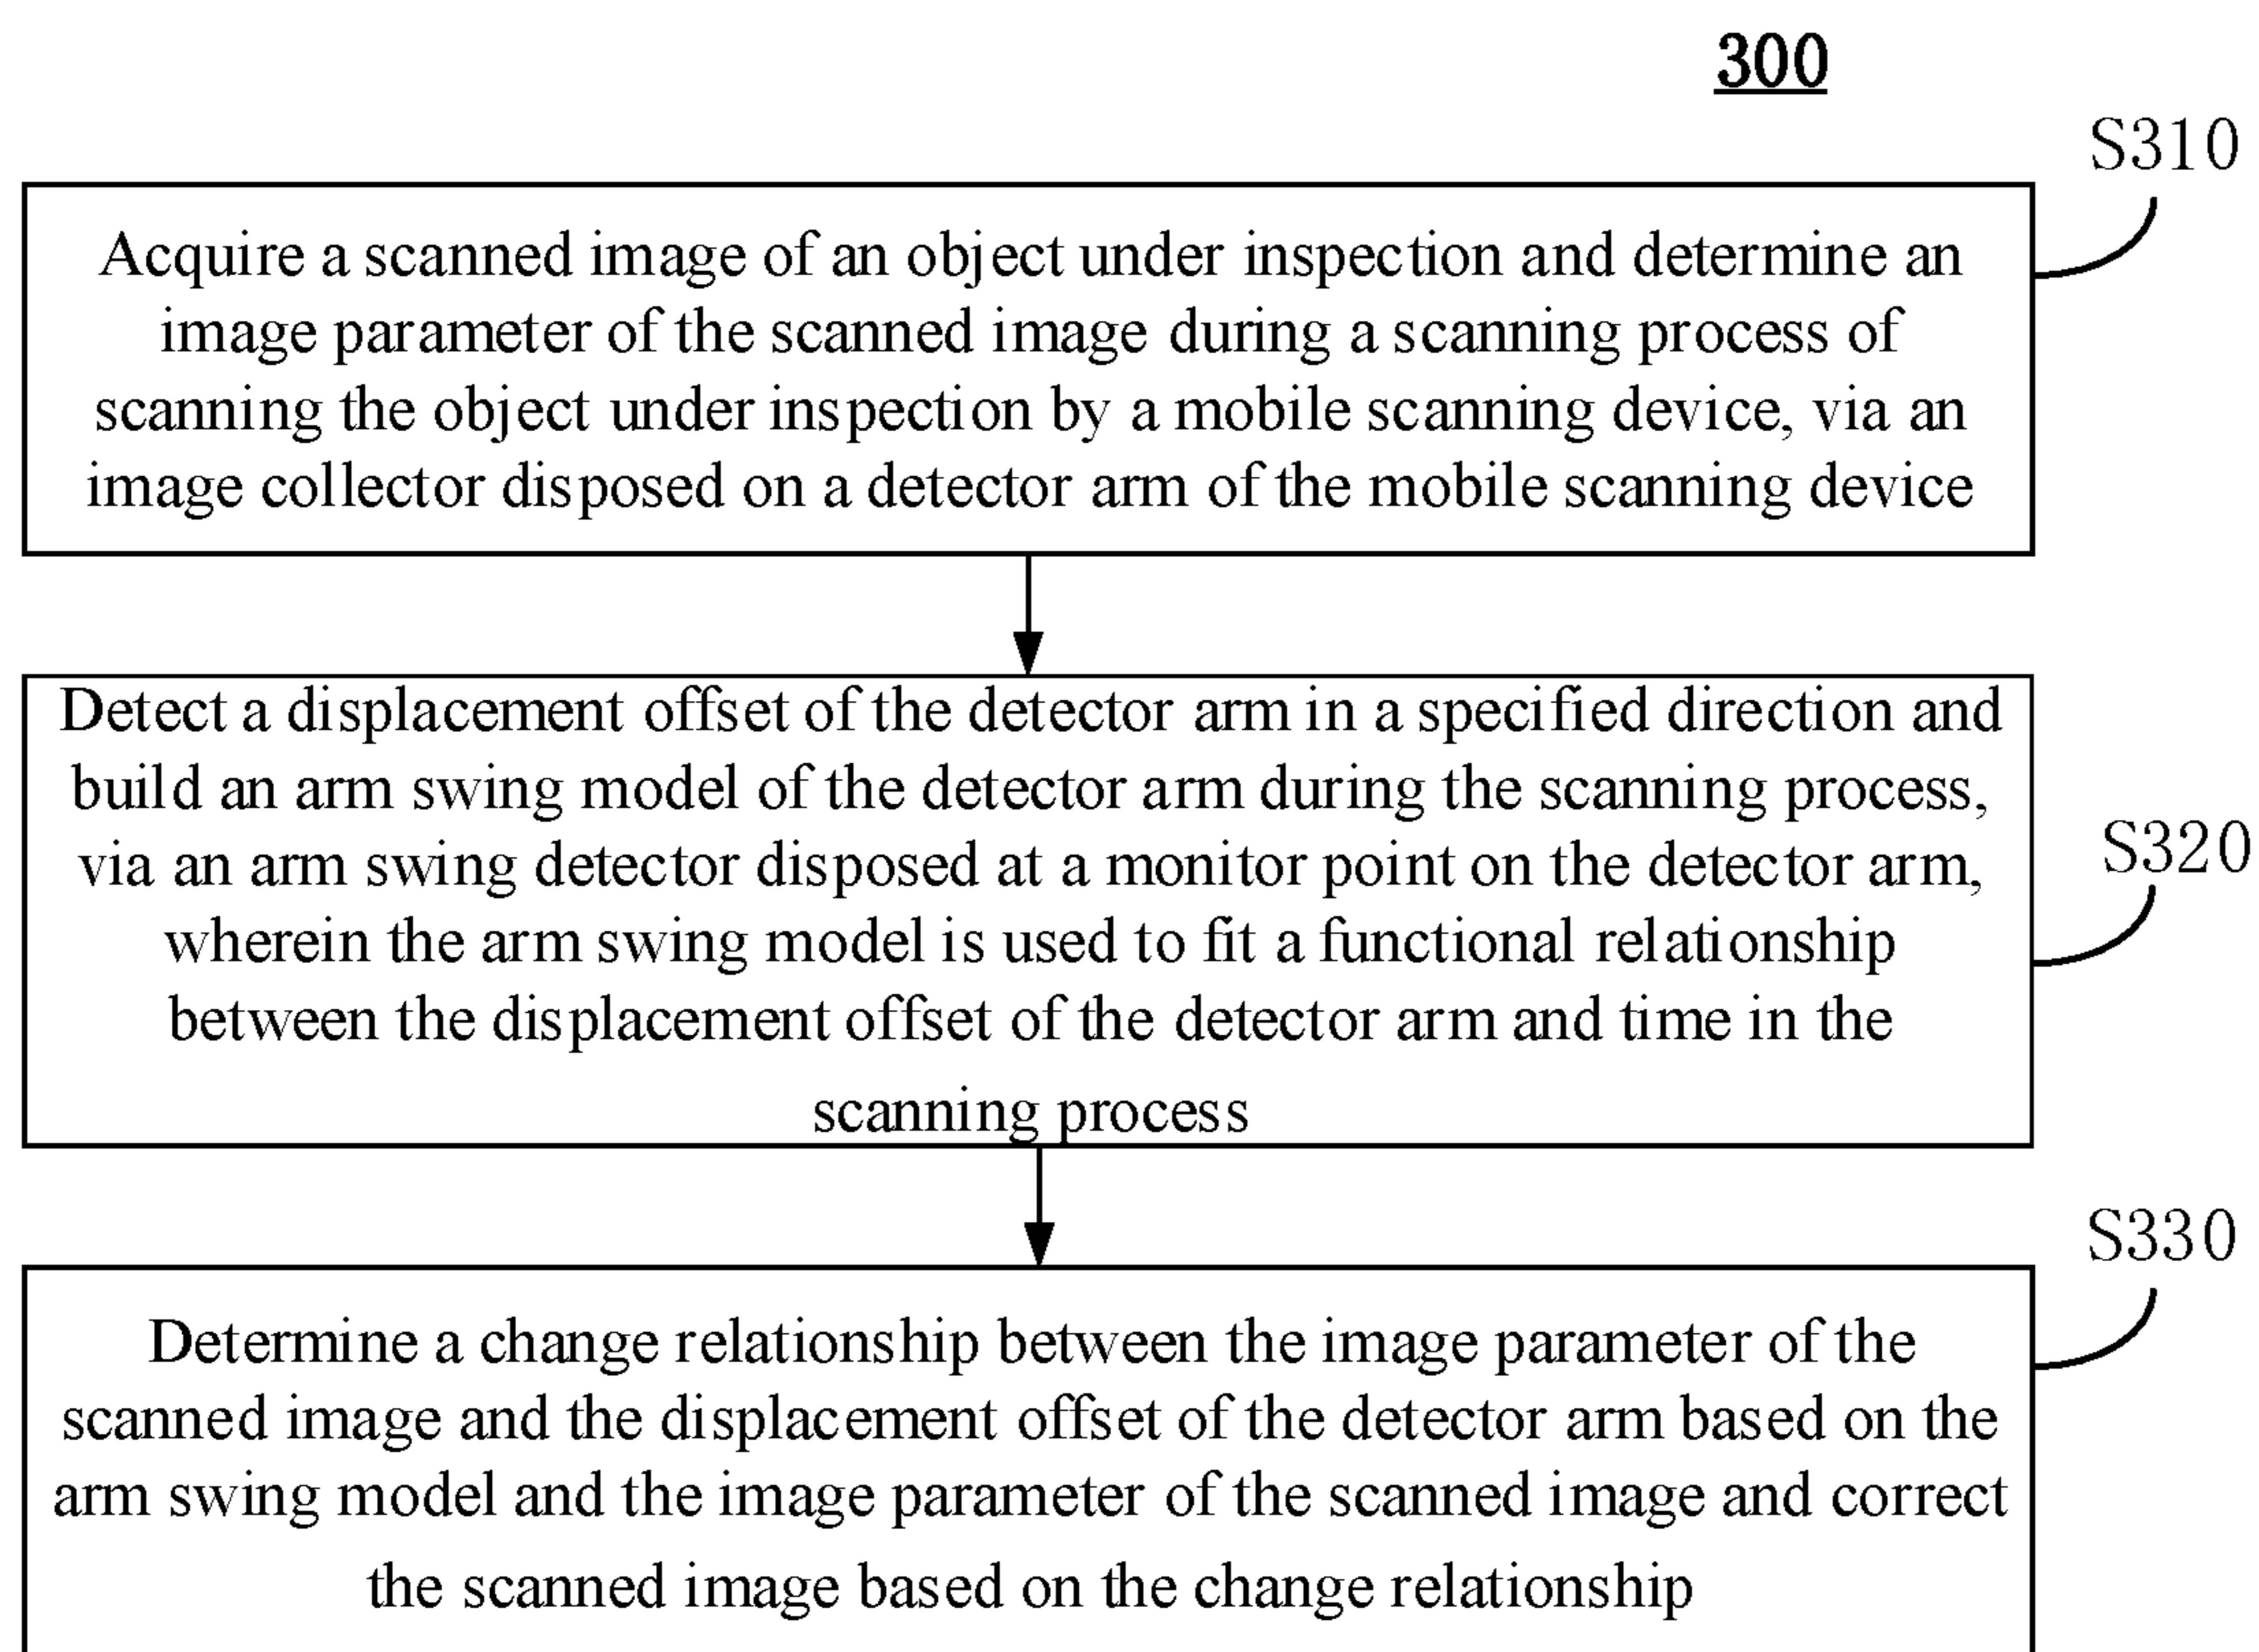 300
S310
Acquire a scanned image of an object under inspection and determine an
image parameter of the scanned image during a scanning process of
scanning the object under inspection by a mobile scanning device, via an
image collector disposed on a detector arm of the mobile scanning device
Detect a displacement offset of the detector arm in a specified direction and
build an arm swing model of the detector arm during the scanning process,
via an arm swing detector disposed at a monitor point on the detector arm,
wherein the arm swing model is used to fit a functional relationship
between the displacement offset of the detector arm and time in the
scanning process
S320
S330
Determine a change relationship between the image parameter of the
scanned image and the displacement offset of the detector arm based on the
arm swing model and the image parameter of the scanned image and correct
the scanned image based on the change relationship